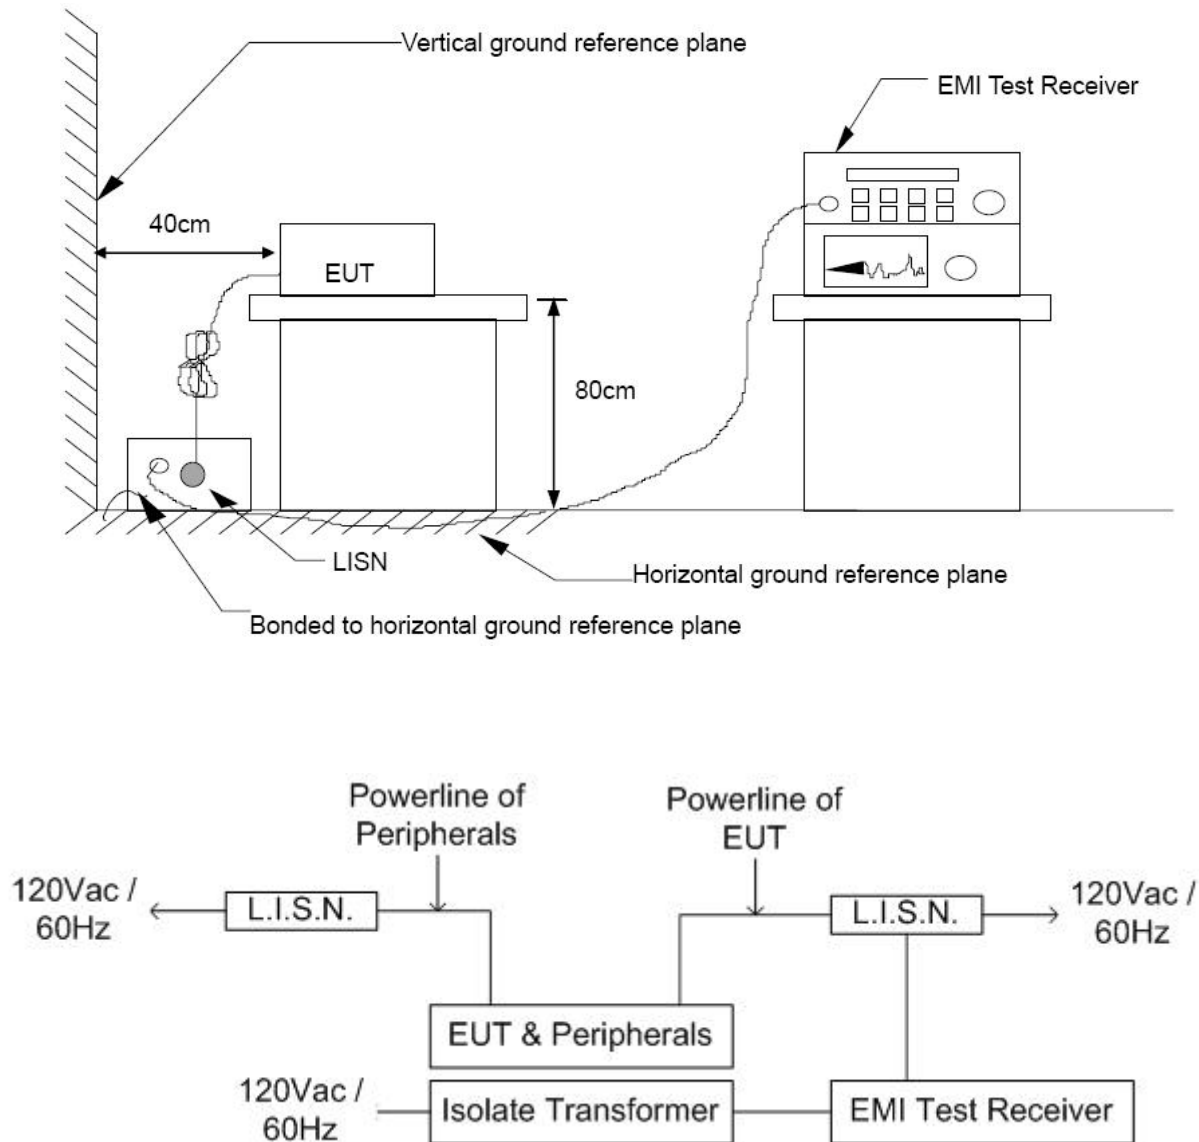 Vertical ground reference plane
EMI Test Receiver
40cm
EUT
80cm
LISN
Horizontal ground reference plane
Bonded to horizontal ground reference plane
Powerline of
Peripherals
Powerline of
EUT
120Vac /
60Hz
L.I.S.N.
L.I.S.N.
120Vac /
60Hz
EUT & Peripherals
120Vac /
60Hz
Isolate Transformer
EMI Test Receiver